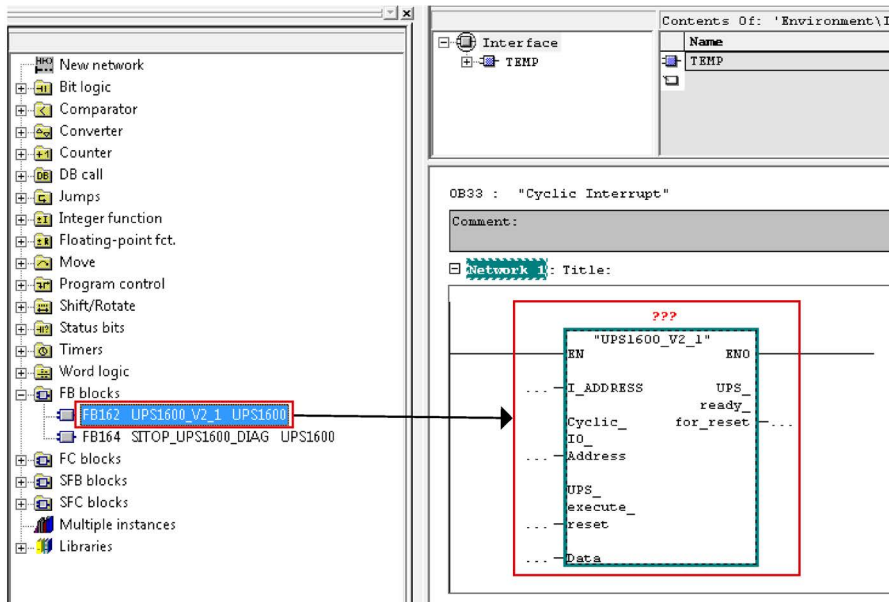 New network
Bit logic
Comparator
Converter
Counter
DB call
Jumps
Integer function
Floating-point fct.
Move
Program control
Shift/Rotate
Status bits
Timers
Word logic
FB blocks
FB162 UPS1600_V2_1 UPS1600
FB164 SITOP_UPS1600_DIAG UPS1600
FC blocks
SFB blocks
SFC blocks
Multiple instances
Libraries
Interface
TEMP
Contents Of: 'Environment\I
Name
TEMP
OB33 : "Cyclic Interrupt"
Comment:
Network 1: Title:
???
"UPS1600_V2_1"
EN ENO
... I_ADDRESS UPS_
ready_
Cyclic_ for_reset ...
IO_
... Address
UPS_
execute_
... reset
... Data